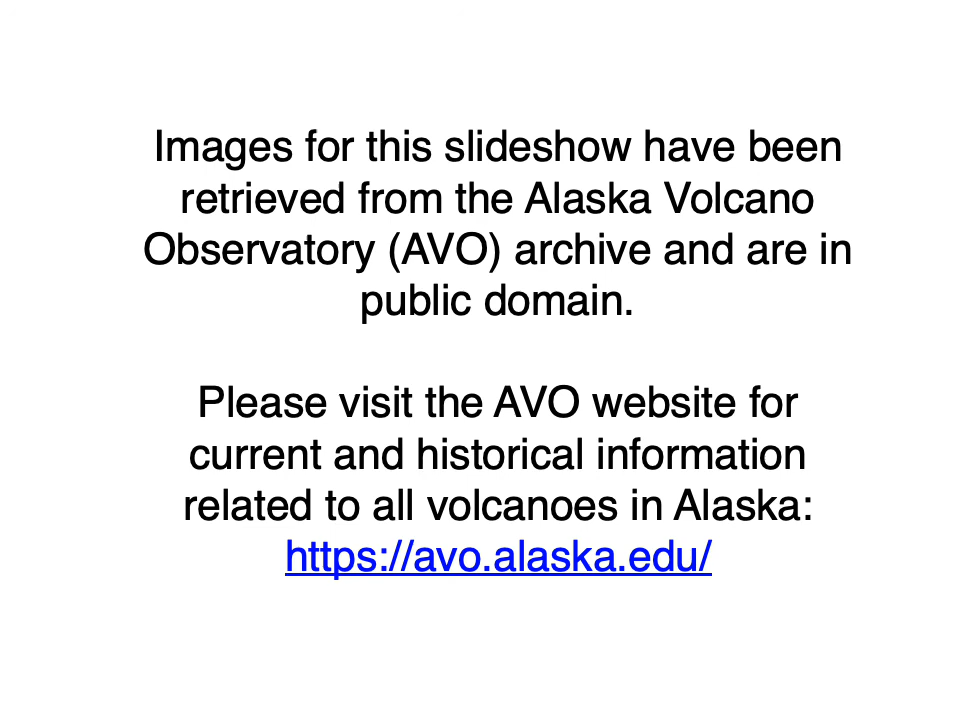 Images for this slideshow have been
retrieved from the Alaska Volcano
Observatory (AVO) archive and are in
public domain.
Please visit the AVO website for
current and historical information
related to all volcanoes in Alaska:
https://avo.alaska.edu/